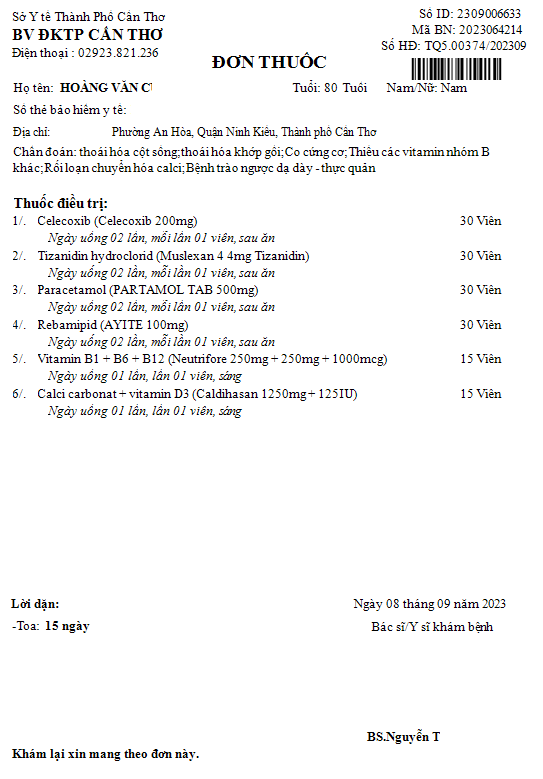 Sở Y tế Thành Phố Cần Thơ
BV ĐKTP CẦN THƠ
Điện thoại : 02923.821.236
Số ID: 2309006633
Mã BN: 2023064214
Số HĐ: TQ5.00374/202309
ĐƠN THUỐC
Họ tên: HOÀNG VĂN C Tuổi: 80 Tuổi Nam/Nữ: Nam
Số thẻ bảo hiểm y tế:
Địa chỉ: Phường An Hòa, Quận Ninh Kiều, Thành phố Cần Thơ
Chẩn đoán: thoái hóa cột sống;thoái hóa khớp gối;Co cứng cơ;Thiếu các vitamin nhóm B
khác;Rối loạn chuyển hóa calci;Bệnh trào ngược dạ dày - thực quản
Thuốc điều trị:
1/. Celecoxib (Celecoxib 200mg) 30 Viên
Ngày uống 02 lần, mỗi lần 01 viên, sau ăn
2/. Tizanidin hydroclorid (Muslexan 4 4mg Tizanidin) 30 Viên
Ngày uống 02 lần, mỗi lần 01 viên, sau ăn
3/. Paracetamol (PARTAMOL TAB 500mg) 30 Viên
Ngày uống 02 lần, mỗi lần 01 viên, sau ăn
4/. Rebamipid (AYITE 100mg) 30 Viên
Ngày uống 02 lần, mỗi lần 01 viên, sau ăn
5/. Vitamin B1 + B6 + B12 (Neutrifore 250mg + 250mg + 1000mcg) 15 Viên
Ngày uống 01 lần, lần 01 viên, sáng
6/. Calci carbonat + vitamin D3 (Caldihasan 1250mg + 125IU) 15 Viên
Ngày uống 01 lần, lần 01 viên, sáng
Lời dặn:
Ngày 08 tháng 09 năm 2023
-Toa: 15 ngày
Bác sĩ/Y sĩ khám bệnh
BS.Nguyễn T
Khám lại xin mang theo đơn này.